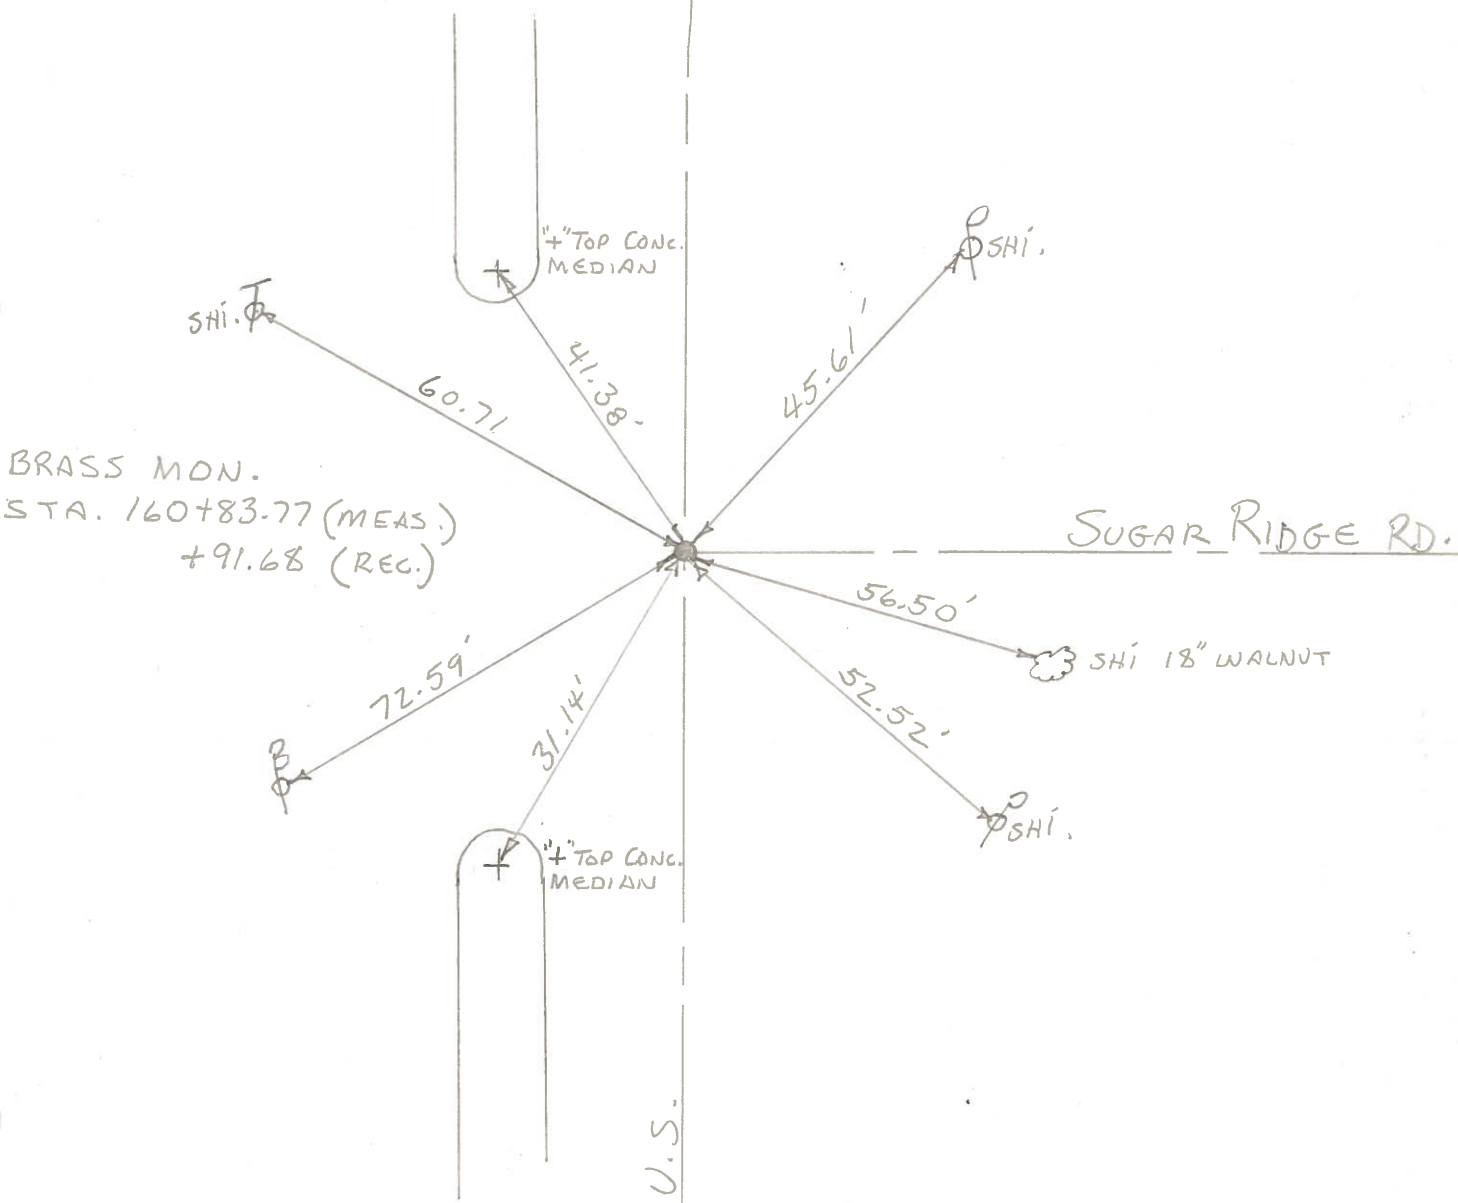 "+" TOP CONC.
MEDIAN
SHI.
SHI.
41.38'
45.61'
60.71
BRASS MON.
STA. 160+83.77 (MEAS.)
+91.68 (REC.)
SUGAR RIDGE RD.
56.50'
SHI 18" WALNUT
72.59'
31.14'
52.52'
SHI.
"+" TOP CONC.
MEDIAN
U.S.